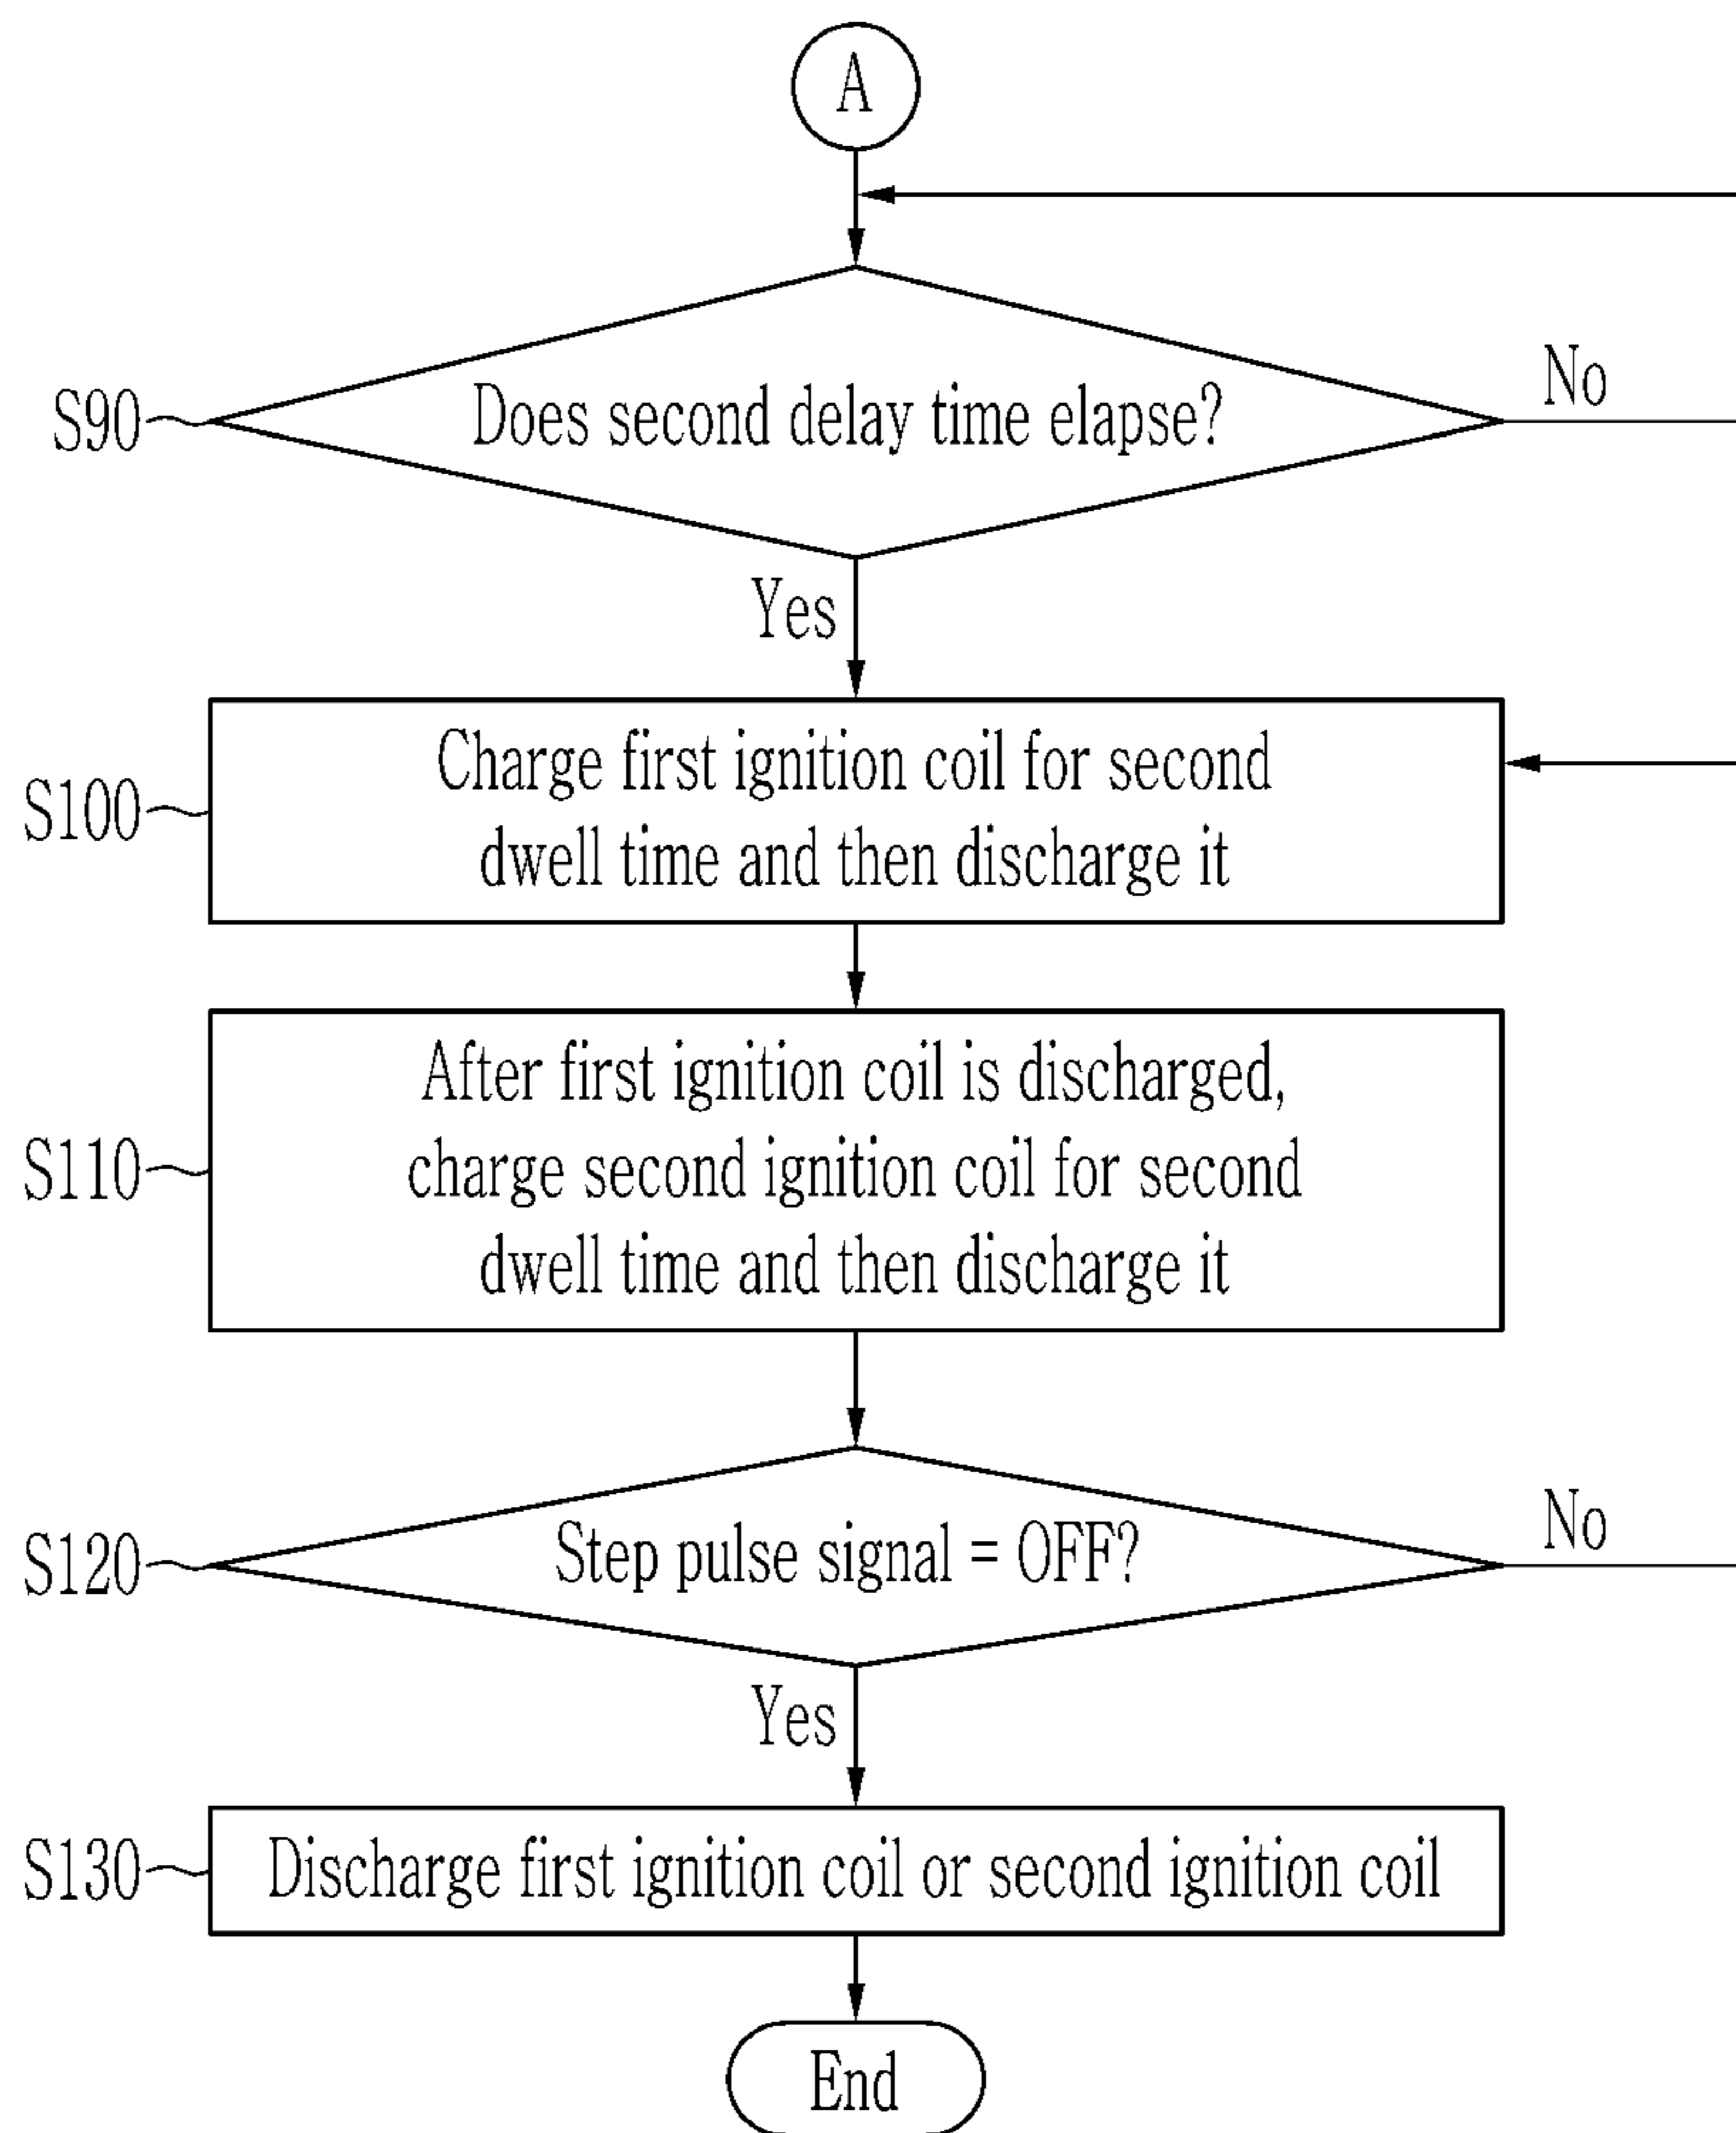 A
S90
Does second delay time elapse?
No
Yes
S100
Charge first ignition coil for second
dwell time and then discharge it
S110
After first ignition coil is discharged,
charge second ignition coil for second
dwell time and then discharge it
S120
Step pulse signal = OFF?
No
Yes
S130
Discharge first ignition coil or second ignition coil
End